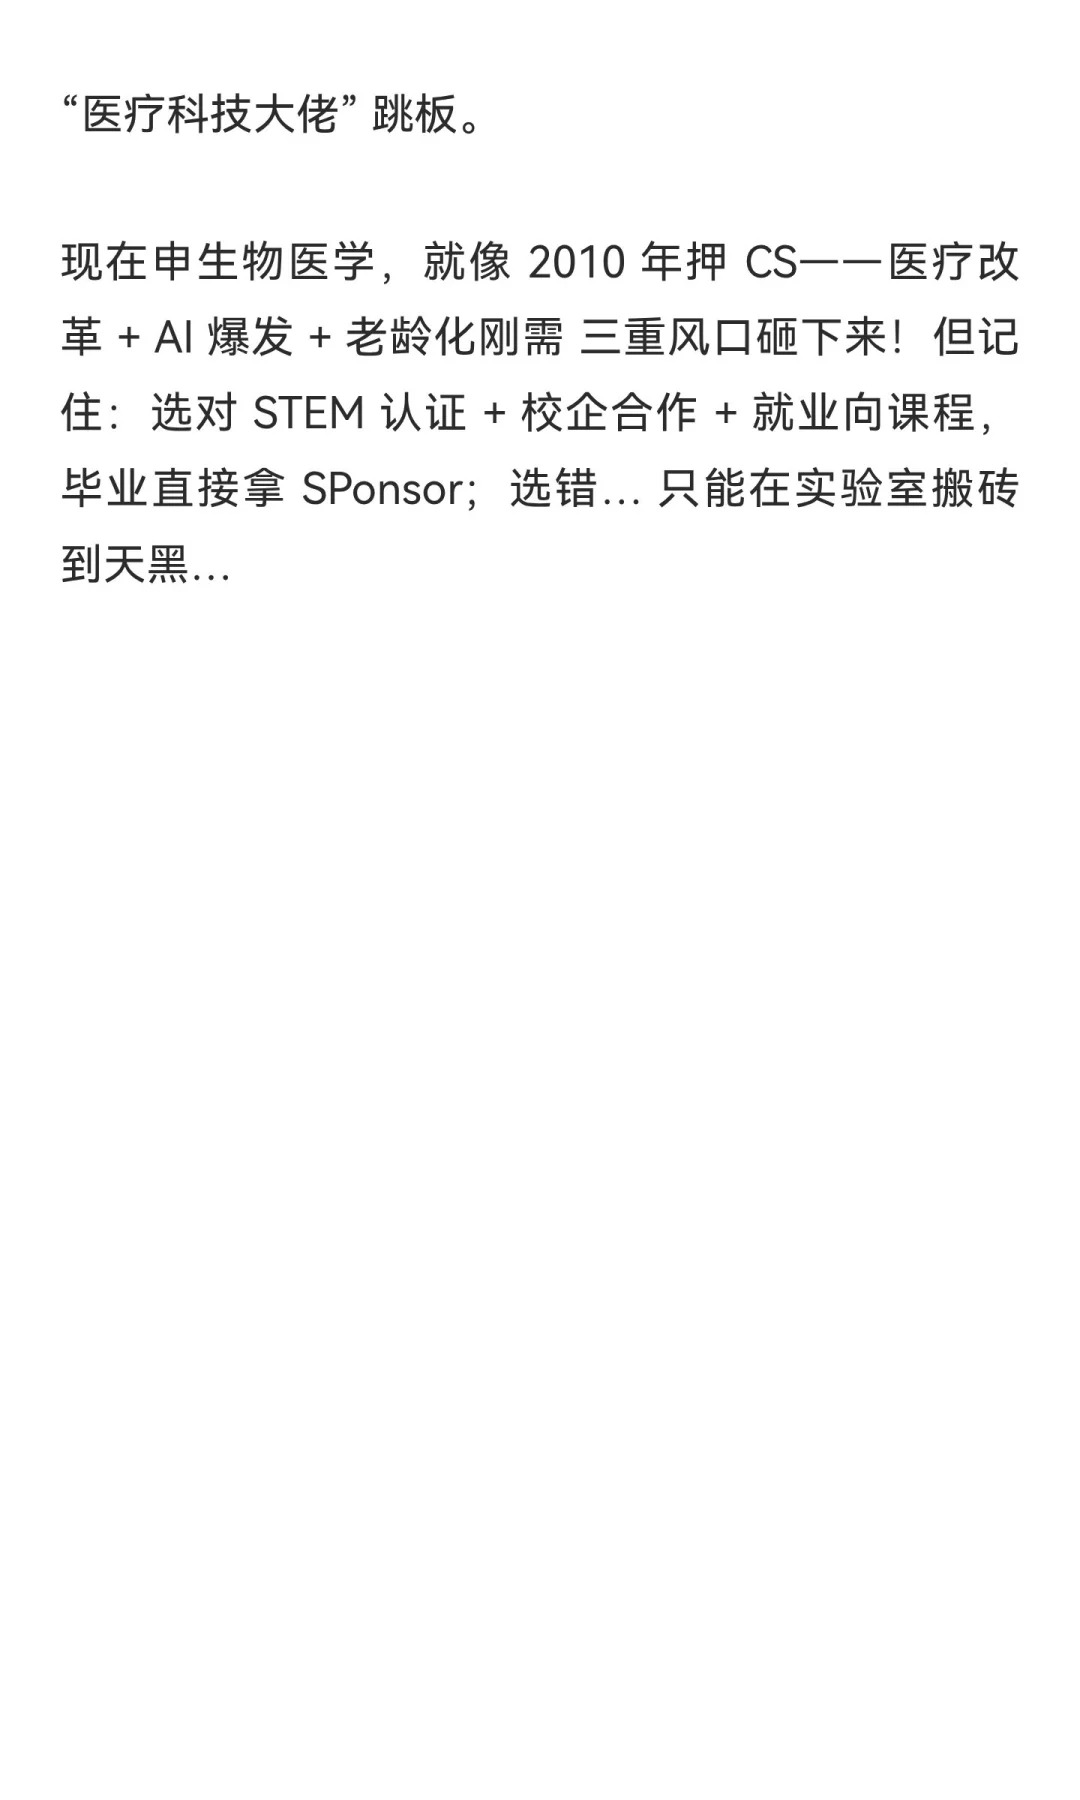 “医疗科技大佬” 跳板。
现在申生物医学，就像 2010 年押 CS——医疗改
革 + AI 爆发 + 老龄化刚需 三重风口砸下来！但记
住：选对 STEM 认证 + 校企合作 + 就业向课程，
毕业直接拿 SPonsor；选错… 只能在实验室搬砖
到天黑…